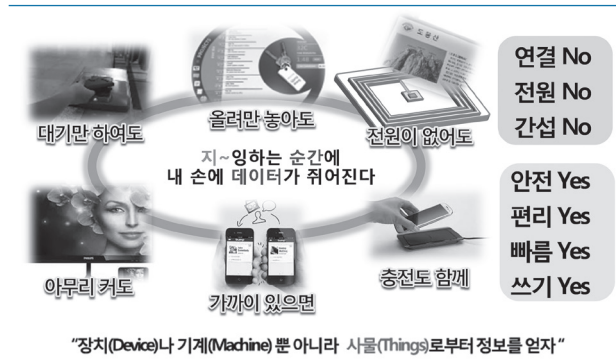 도용선
대기만 하여도
올려만 놓아도
전원이 없어도
지~잉하는 순간에
내 손에 데이터가 쥐어진다
아무리 커도
가까이 있으면
충전도 함께
연결 No
전원 No
간섭 No
안전 Yes
편리 Yes
빠름 Yes
쓰기 Yes
"장치(Device)나 기계(Machine) 뿐 아니라 사물(Things)로부터 정보를 얻자"